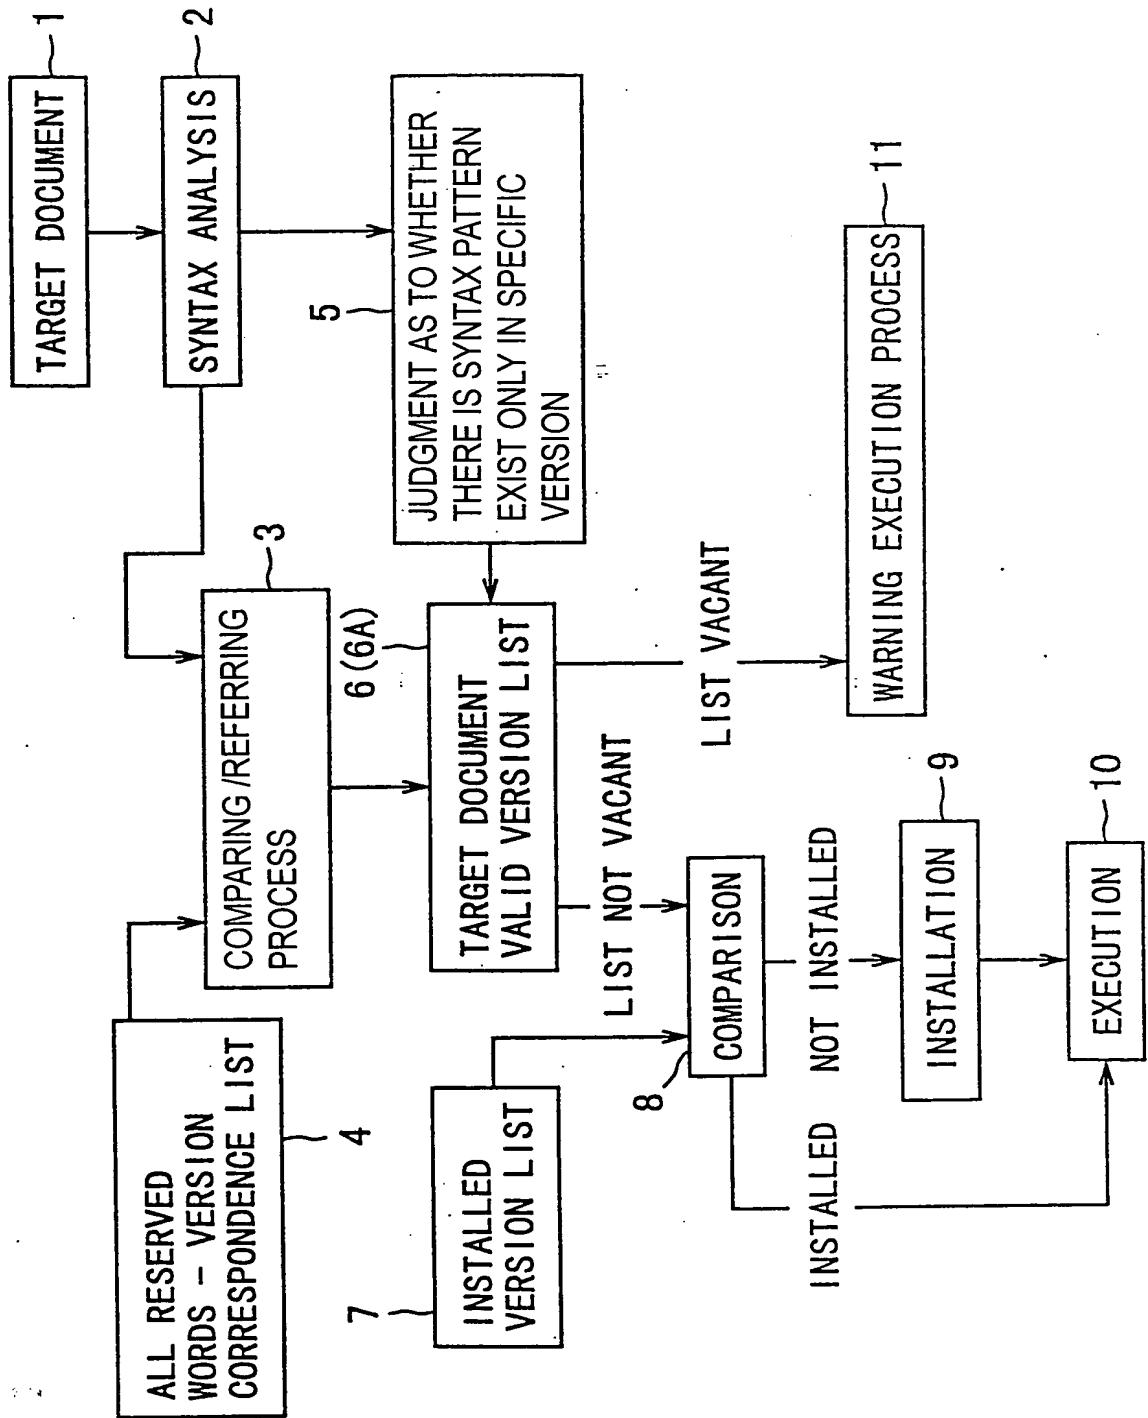 1
TARGET DOCUMENT
2
SYNTAX ANALYSIS
3
COMPARING/REFERRING
PROCESS
ALL RESERVED
WORDS - VERSION
CORRESPONDENCE LIST
4
5
JUDGMENT AS TO WHETHER
THERE IS SYNTAX PATTERN
EXIST ONLY IN SPECIFIC
VERSION
6(6A)
TARGET DOCUMENT
VALID VERSION LIST
7
INSTALLED
VERSION LIST
LIST NOT VACANT
LIST VACANT
8
COMPARISON
INSTALLED
NOT INSTALLED
9
INSTALLATION
10
EXECUTION
11
WARNING EXECUTION PROCESS